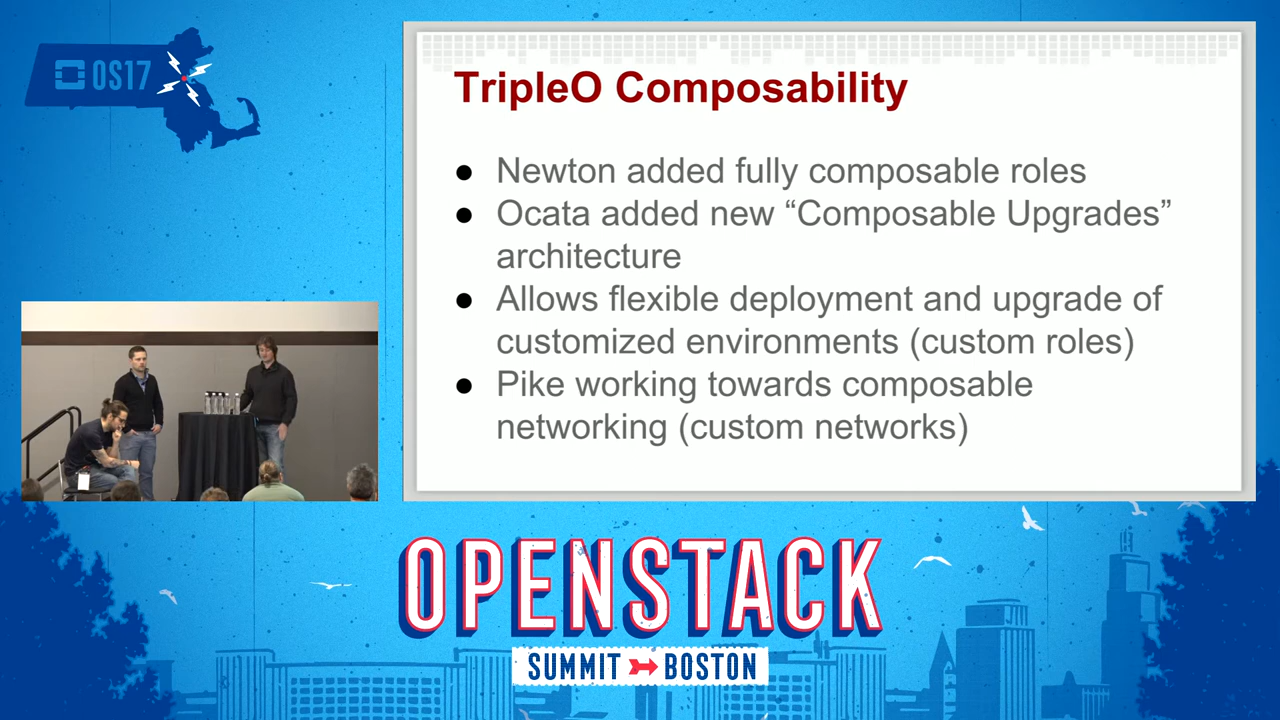 OS17
TripleO Composability
● Newton added fully composable roles
● Ocata added new “Composable Upgrades”
architecture
● Allows flexible deployment and upgrade of
customized environments (custom roles)
● Pike working towards composable
networking (custom networks)
OPENSTACK
SUMMIT BOSTON